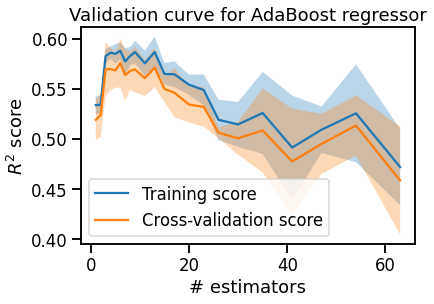 Validation curve for AdaBoost regressor
0.60
0.55
0.50
0.45
0.40
R² score
Training score
Cross-validation score
0 20 40 60
# estimators